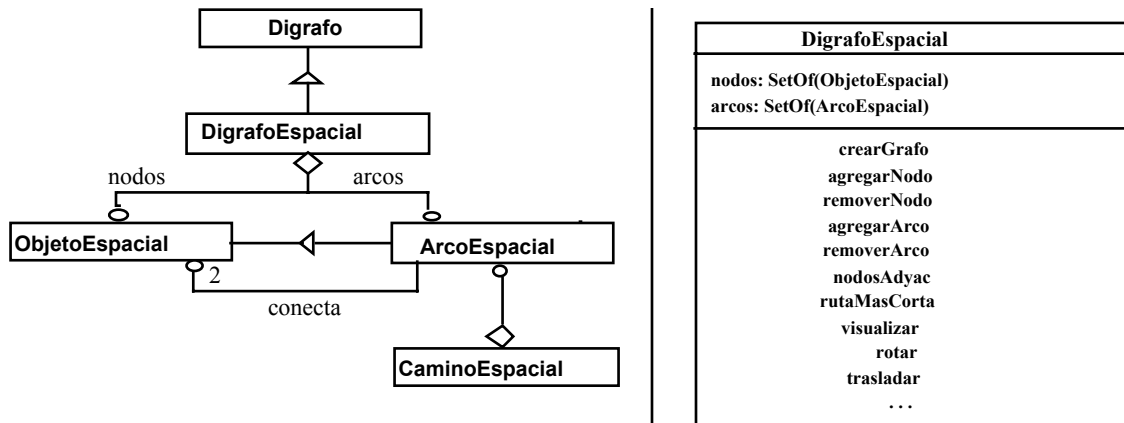 Digrafo
DigrafoEspacial
nodos
arcos
ObjetoEspacial
ArcoEspacial
2
conecta
CaminoEspacial
DigrafoEspacial
nodos: SetOf(ObjetoEspacial)
arcos: SetOf(ArcoEspacial)
crearGrafo
agregarNodo
removerNodo
agregarArco
removerArco
nodosAdyac
rutaMasCorta
visualizar
rotar
trasladar
. . .